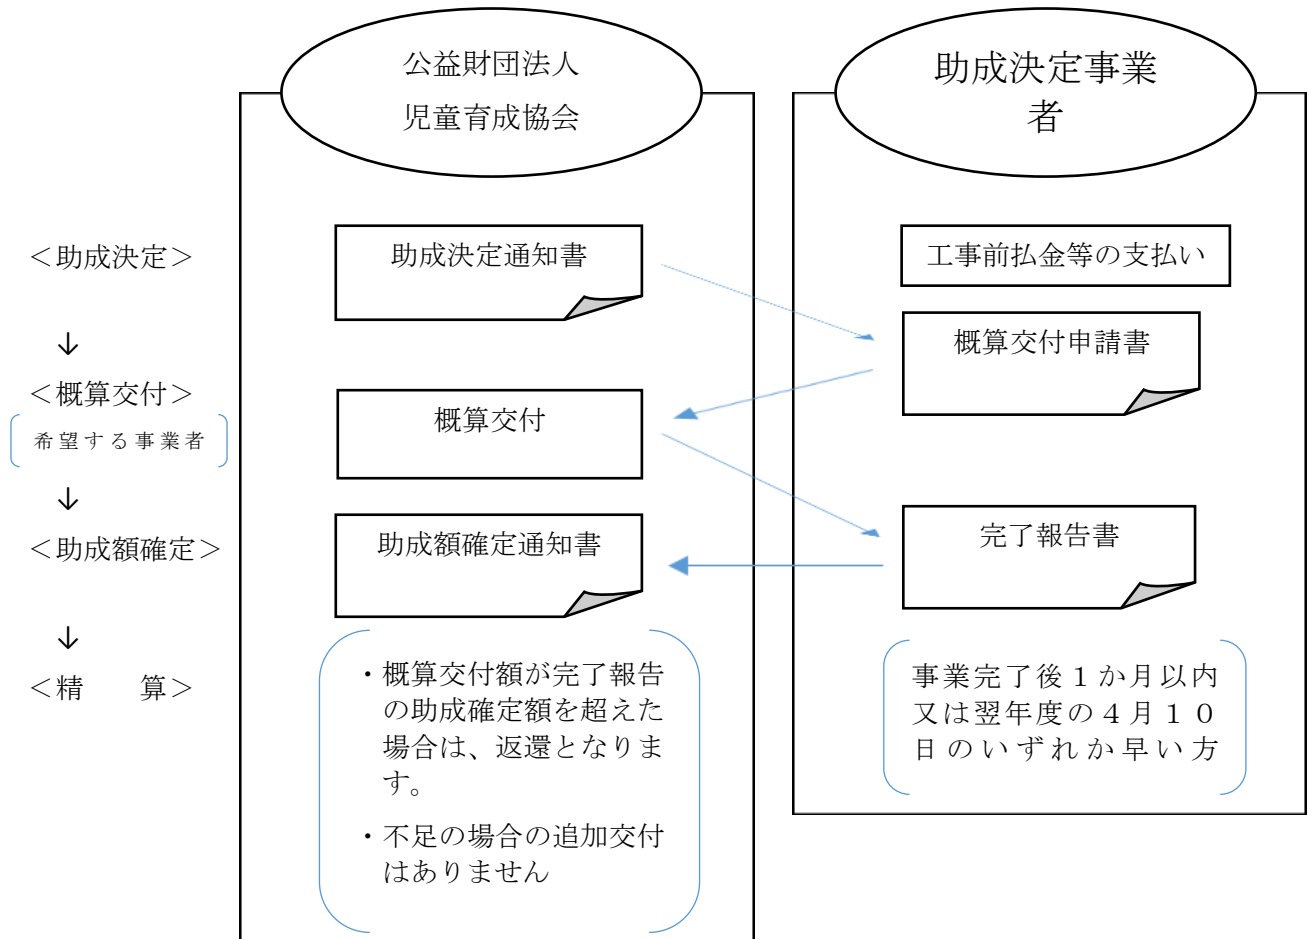 公益財団法人
児童育成協会
助成決定事業
者
＜助成決定＞
助成決定通知書
工事前払金等の支払い
↓
概算交付申請書
＜概算交付＞
希望する事業者
概算交付
↓
＜助成額確定＞
助成額確定通知書
完了報告書
↓
＜精　　算＞
・概算交付額が完了報告
の助成確定額を超えた
場合は、返還となりま
す。
・不足の場合の追加交付
はありません
事業完了後１か月以内
又は翌年度の４月１０
日のいずれか早い方